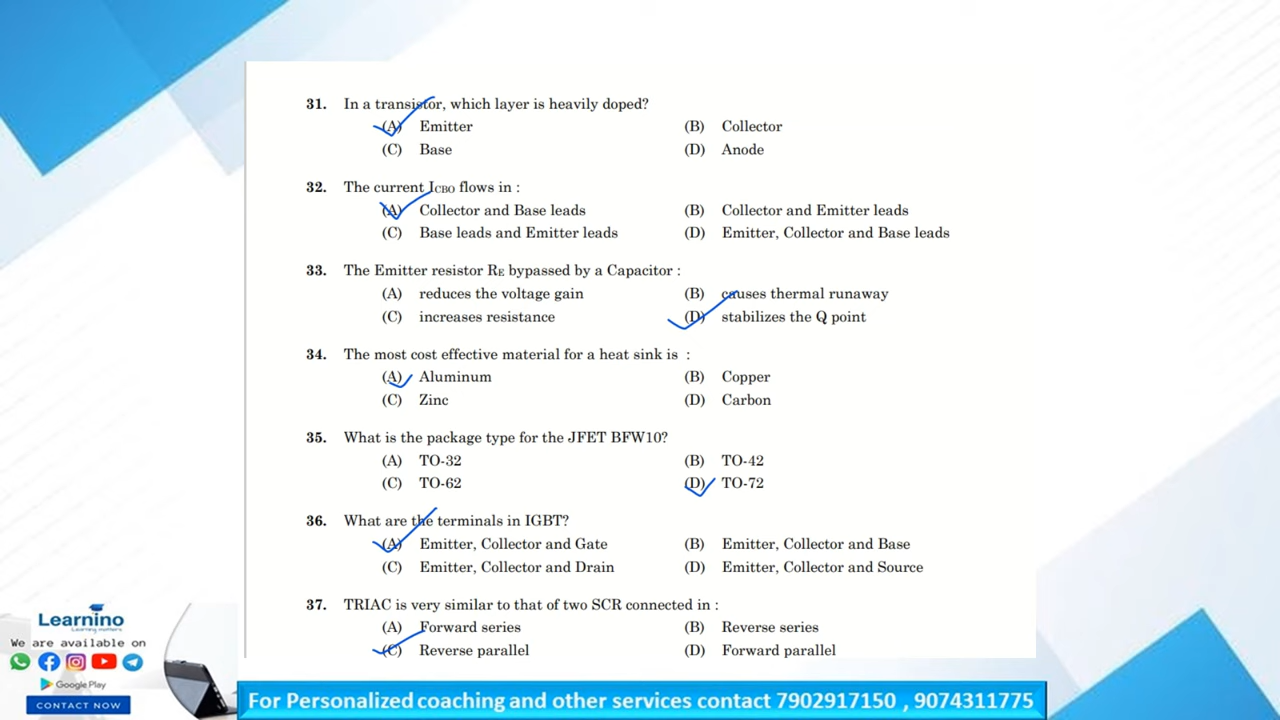 31. In a transistor, which layer is heavily doped?
(A) Emitter (B) Collector
(C) Base (D) Anode
32. The current ICBO flows in :
(A) Collector and Base leads (B) Collector and Emitter leads
(C) Base leads and Emitter leads (D) Emitter, Collector and Base leads
33. The Emitter resistor RE bypassed by a Capacitor :
(A) reduces the voltage gain (B) causes thermal runaway
(C) increases resistance (D) stabilizes the Q point
34. The most cost effective material for a heat sink is :
(A) Aluminum (B) Copper
(C) Zinc (D) Carbon
35. What is the package type for the JFET BFW10?
(A) TO-32 (B) TO-42
(C) TO-62 (D) TO-72
36. What are the terminals in IGBT?
(A) Emitter, Collector and Gate (B) Emitter, Collector and Base
(C) Emitter, Collector and Drain (D) Emitter, Collector and Source
37. TRIAC is very similar to that of two SCR connected in :
(A) Forward series (B) Reverse series
(C) Reverse parallel (D) Forward parallel
Learnino
Learning matters
We are available on
Google Play
CONTACT NOW
For Personalized coaching and other services contact 7902917150 , 9074311775